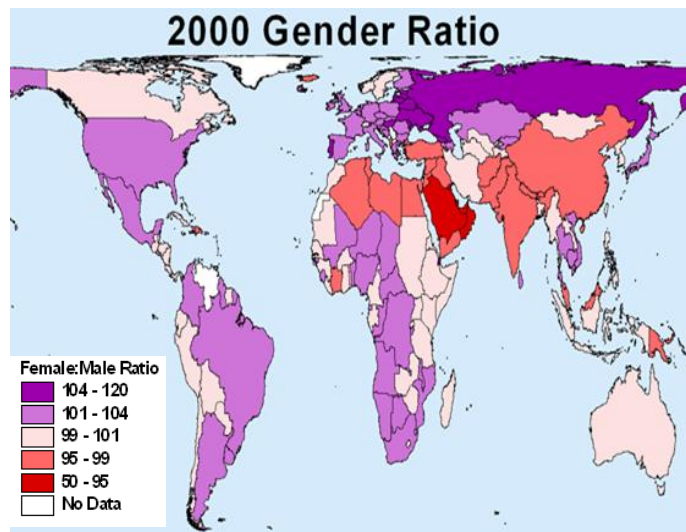 2000 Gender Ratio
Female:Male Ratio
104 - 120
101 - 104
99 - 101
95 - 99
50 - 95
No Data